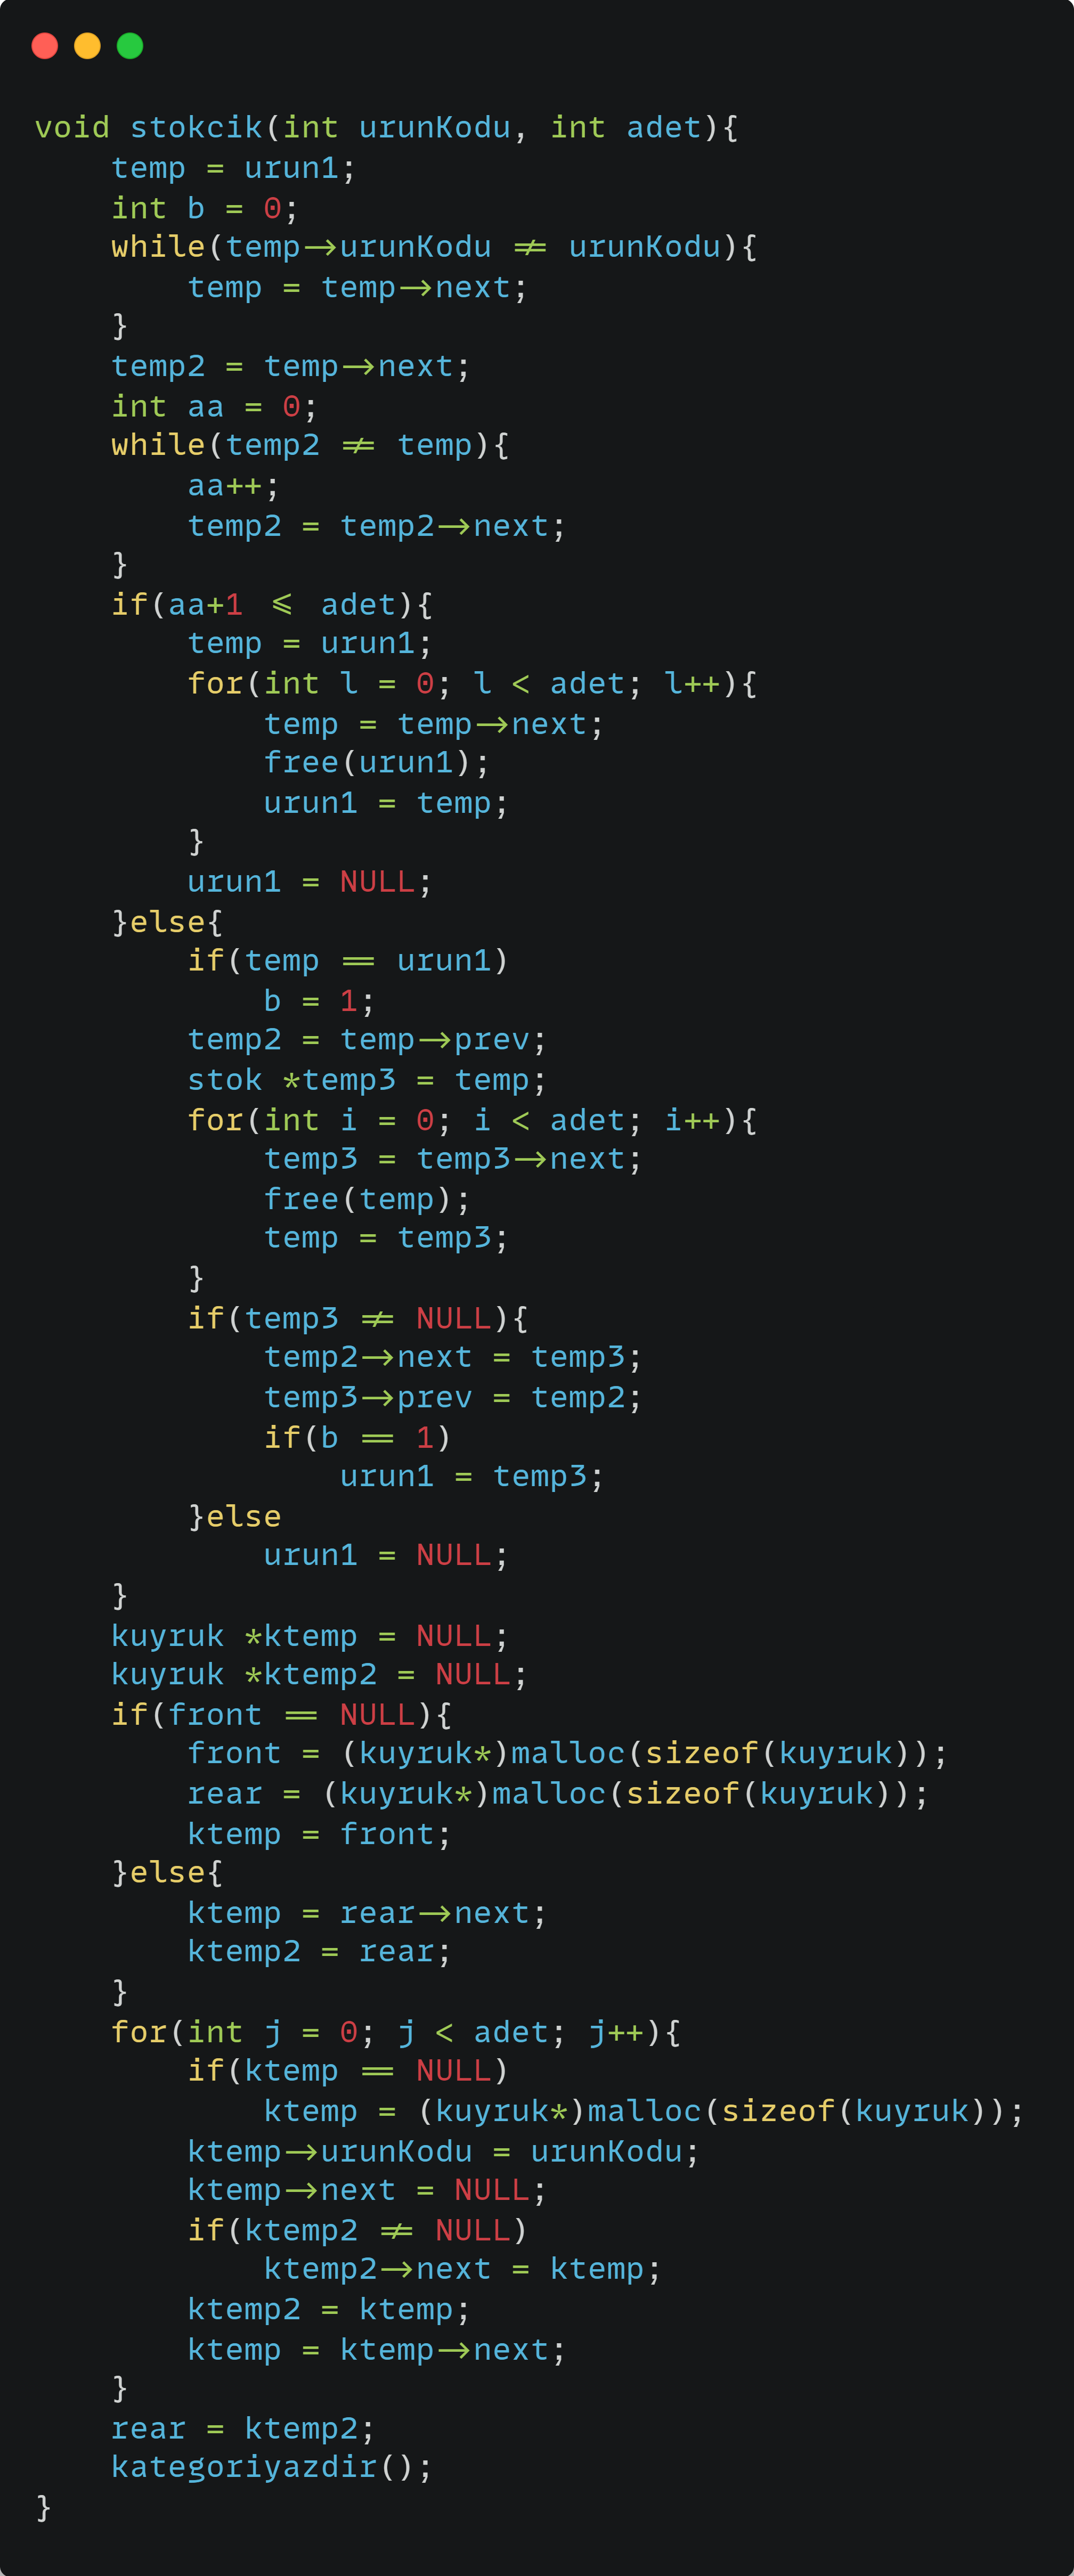 void stokcik(int urunKodu, int adet){
    temp = urun1;
    int b = 0;
    while(temp->urunKodu != urunKodu){
        temp = temp->next;
    }
    temp2 = temp->next;
    int aa = 0;
    while(temp2 != temp){
        aa++;
        temp2 = temp2->next;
    }
    if(aa+1 <= adet){
        temp = urun1;
        for(int l = 0; l < adet; l++){
            temp = temp->next;
            free(urun1);
            urun1 = temp;
        }
        urun1 = NULL;
    }else{
        if(temp == urun1)
            b = 1;
        temp2 = temp->prev;
        stok *temp3 = temp;
        for(int i = 0; i < adet; i++){
            temp3 = temp3->next;
            free(temp);
            temp = temp3;
        }
        if(temp3 != NULL){
            temp2->next = temp3;
            temp3->prev = temp2;
            if(b == 1)
                urun1 = temp3;
        }else
            urun1 = NULL;
    }
    kuyruk *ktemp = NULL;
    kuyruk *ktemp2 = NULL;
    if(front == NULL){
        front = (kuyruk*)malloc(sizeof(kuyruk));
        rear = (kuyruk*)malloc(sizeof(kuyruk));
        ktemp = front;
    }else{
        ktemp = rear->next;
        ktemp2 = rear;
    }
    for(int j = 0; j < adet; j++){
        if(ktemp == NULL)
            ktemp = (kuyruk*)malloc(sizeof(kuyruk));
        ktemp->urunKodu = urunKodu;
        ktemp->next = NULL;
        if(ktemp2 != NULL)
            ktemp2->next = ktemp;
        ktemp2 = ktemp;
        ktemp = ktemp->next;
    }
    rear = ktemp2;
    kategoriyazdir();
}